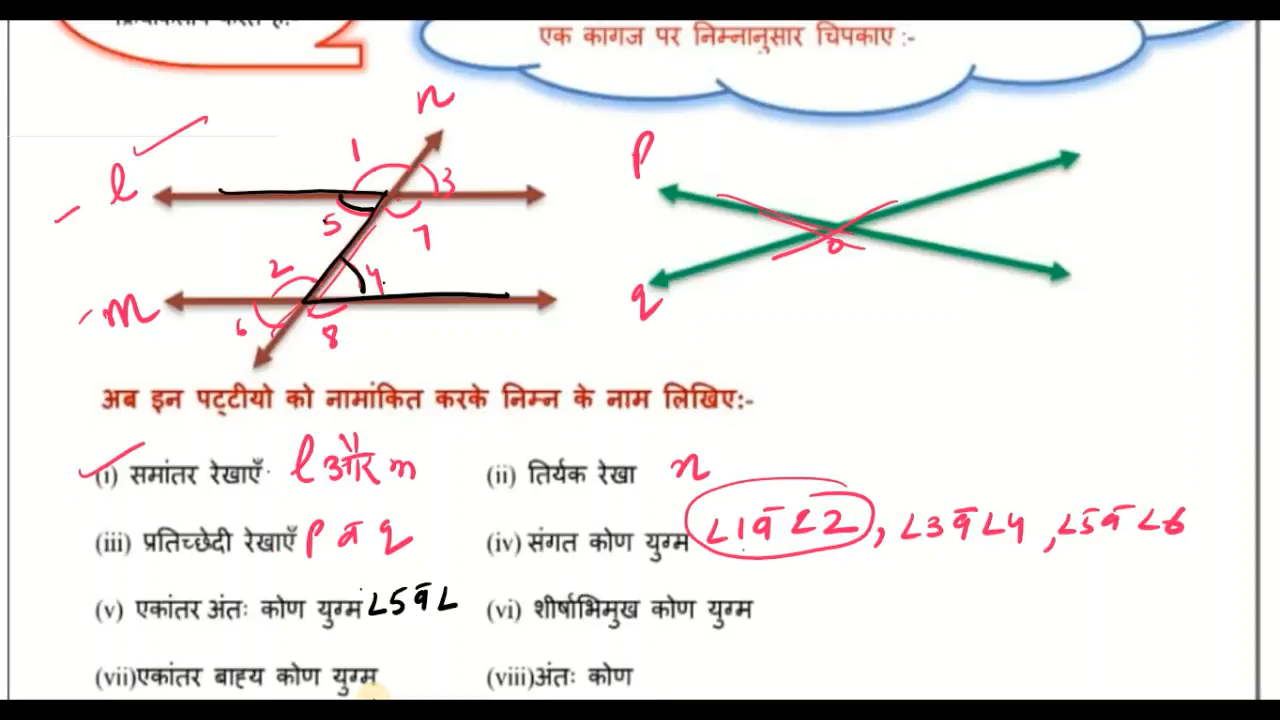 एक कागज पर निम्नानुसार चिपकाए :-
n
1
3
l
5
7
2
4
m
6
8
p
o
q
अब इन पट्टीयो को नामांकित करके निम्न के नाम लिखिए:-
(i) समांतर रेखाएँ l और m
(ii) तिर्यक रेखा n
(iii) प्रतिच्छेदी रेखाएँ p व q
(iv) संगत कोण युग्म ∠1 व ∠2, ∠3 व ∠4, ∠5 व ∠6
(v) एकांतर अंतः कोण युग्म ∠5 व ∠
(vi) शीर्षाभिमुख कोण युग्म
(vii) एकांतर बाह्य कोण युग्म
(viii) अंतः कोण